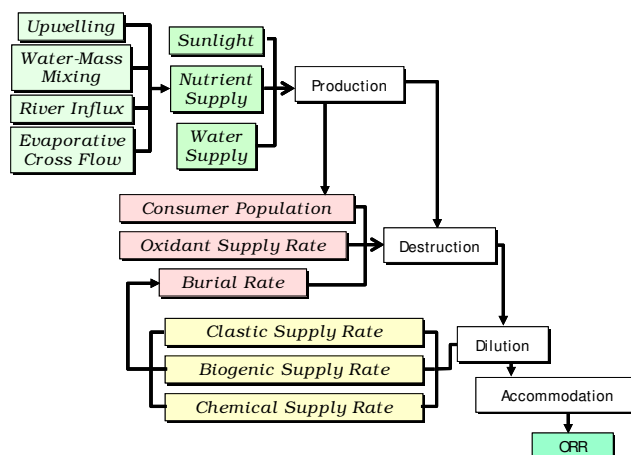 Upwelling
Water-Mass
Mixing
River Influx
Evaporative
Cross Flow
Sunlight
Nutrient
Supply
Water
Supply
Production
Consumer Population
Oxidant Supply Rate
Burial Rate
Destruction
Clastic Supply Rate
Biogenic Supply Rate
Chemical Supply Rate
Dilution
Accommodation
ORR